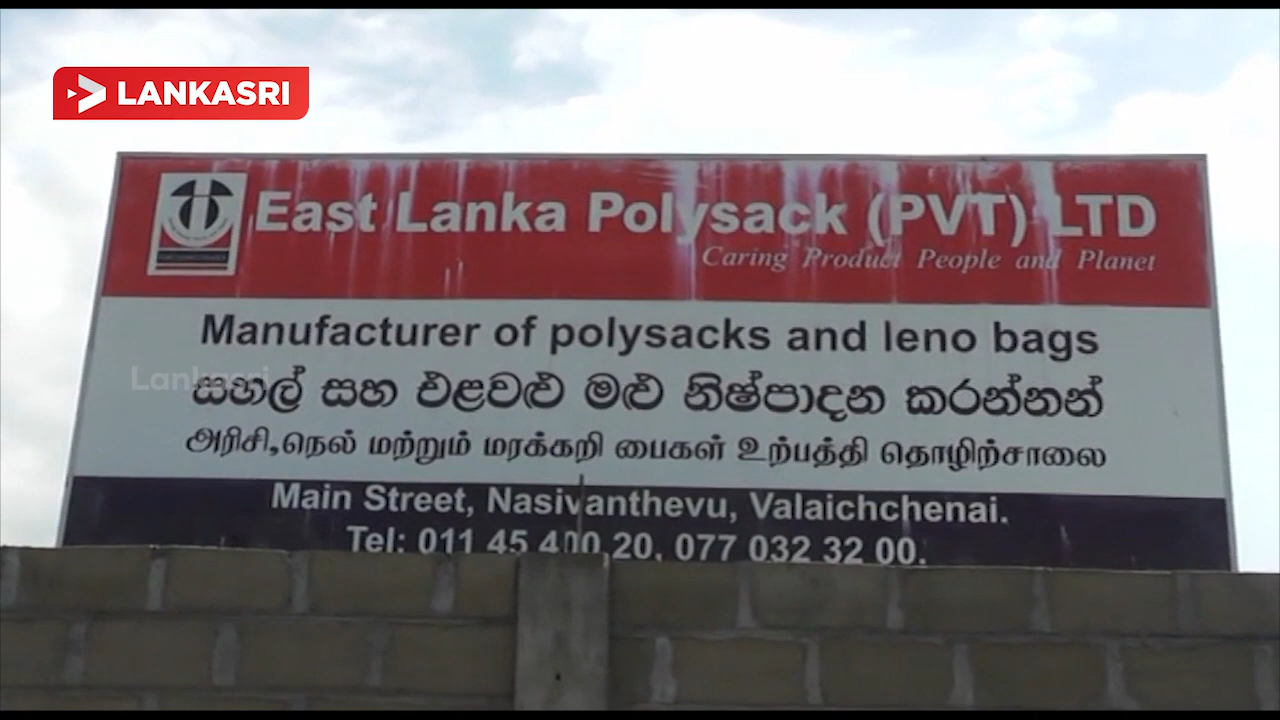 LANKASRI
East Lanka Polysack (PVT) LTD
Caring Product People and Planet
Manufacturer of polysacks and leno bags
Lankasri
සහල් සහ එළවළු මළු නිෂ්පාදන කරන්නන්
அரிசி,நெல் மற்றும் மரக்கறி பைகள் உற்பத்தி தொழிற்சாலை
Main Street, Nasivanthevu, Valaichchenai.
Tel: 011 45 400 20, 077 032 32 00.